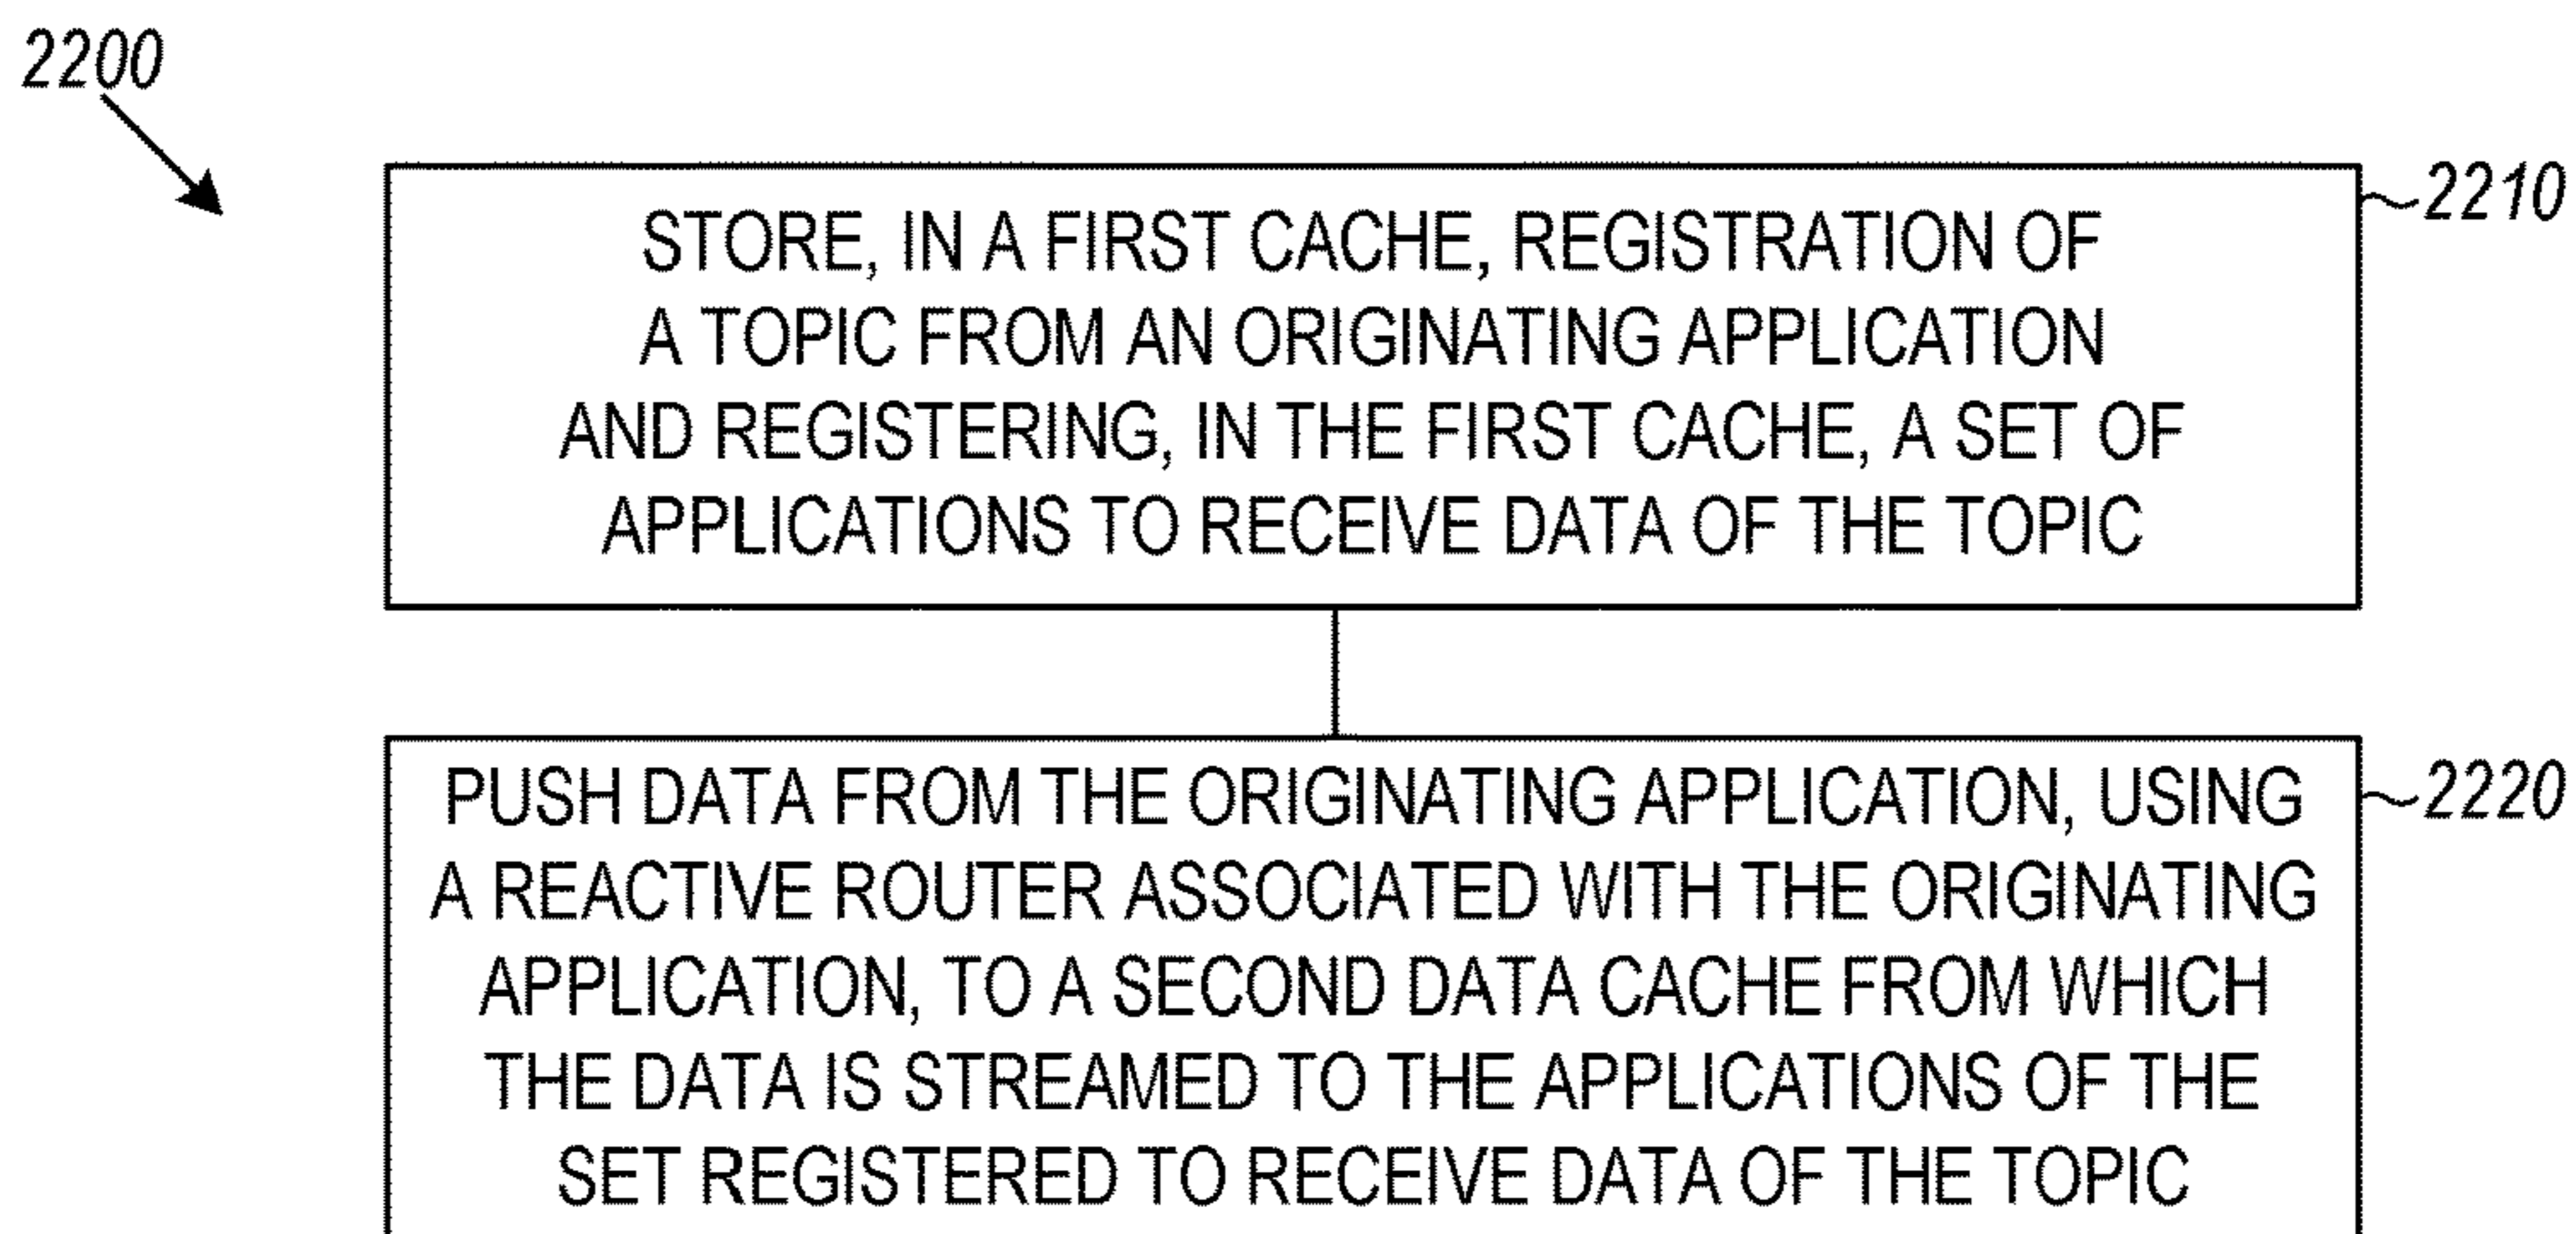 2200
STORE, IN A FIRST CACHE, REGISTRATION OF
A TOPIC FROM AN ORIGINATING APPLICATION
AND REGISTERING, IN THE FIRST CACHE, A SET OF
APPLICATIONS TO RECEIVE DATA OF THE TOPIC
2210
PUSH DATA FROM THE ORIGINATING APPLICATION, USING
A REACTIVE ROUTER ASSOCIATED WITH THE ORIGINATING
APPLICATION, TO A SECOND DATA CACHE FROM WHICH
THE DATA IS STREAMED TO THE APPLICATIONS OF THE
SET REGISTERED TO RECEIVE DATA OF THE TOPIC
2220